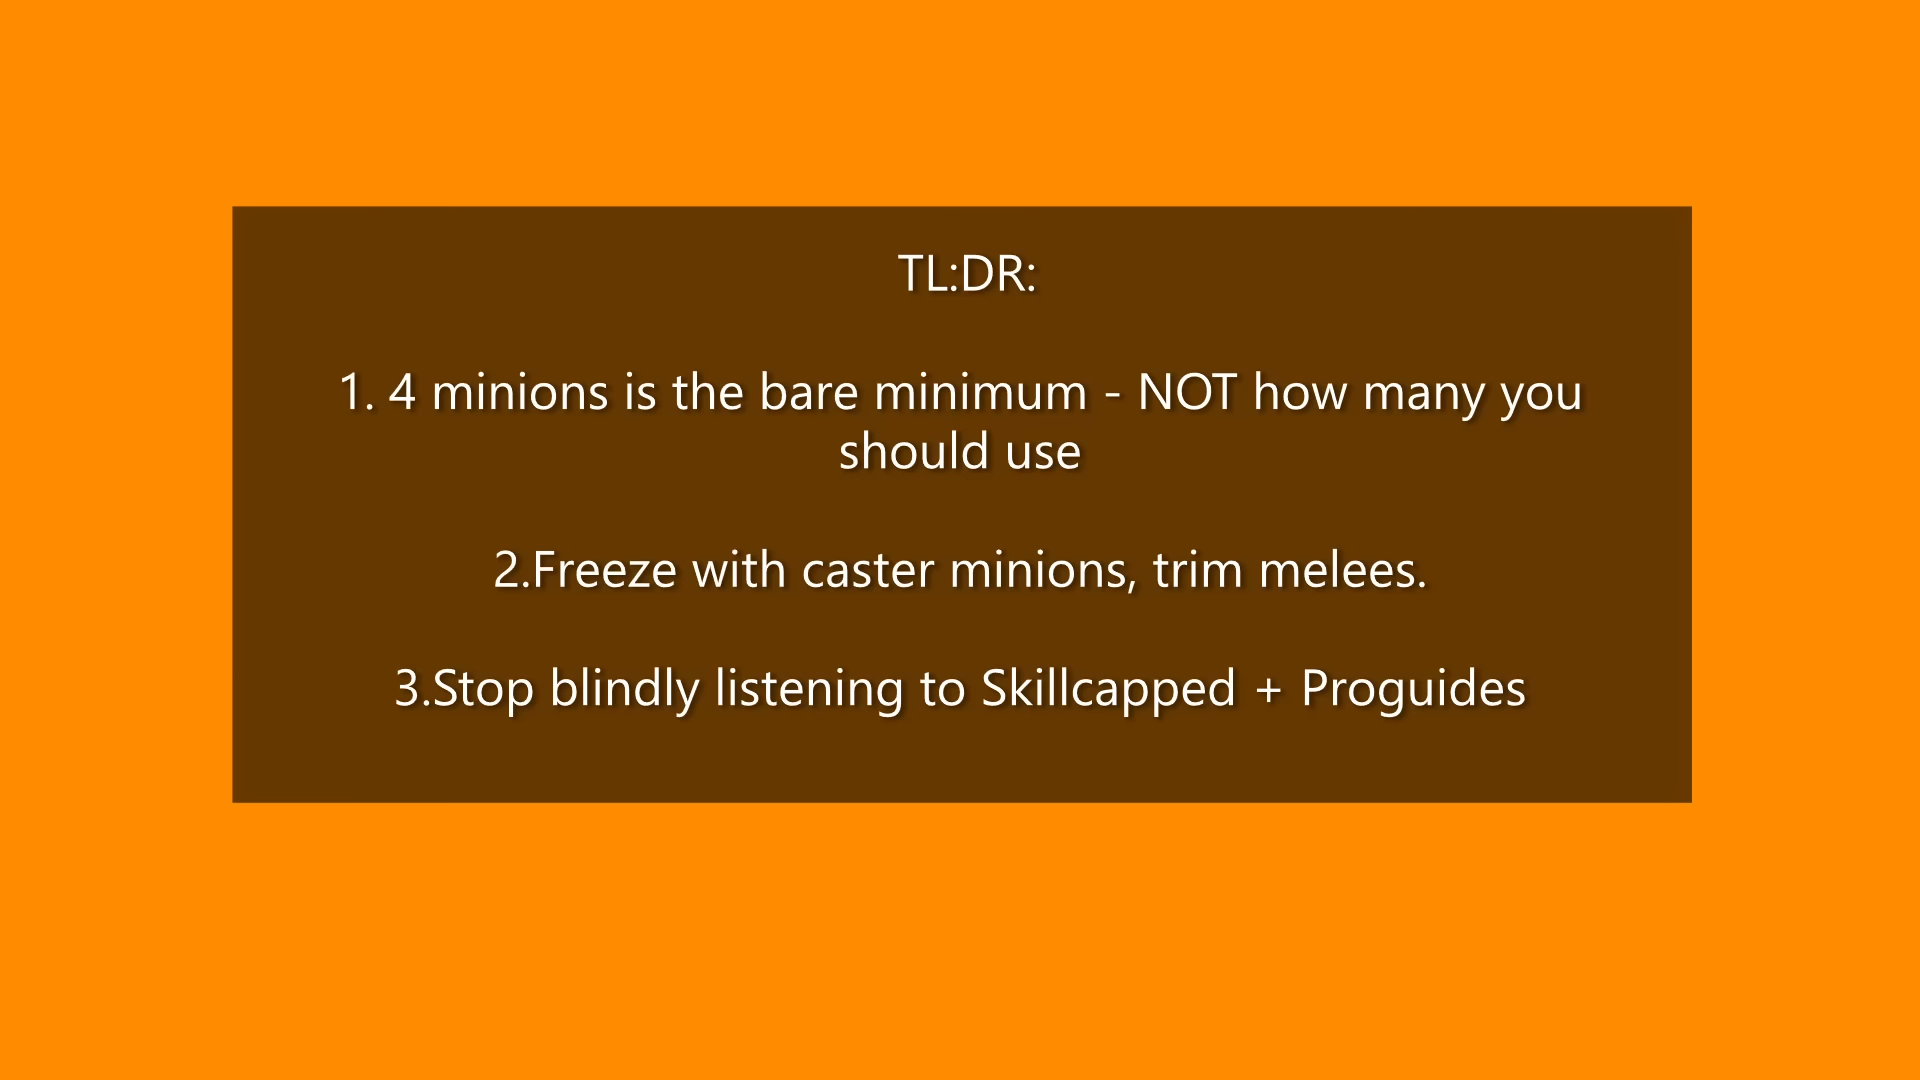 TL:DR:
1. 4 minions is the bare minimum - NOT how many you
should use
2.Freeze with caster minions, trim melees.
3.Stop blindly listening to Skillcapped + Proguides